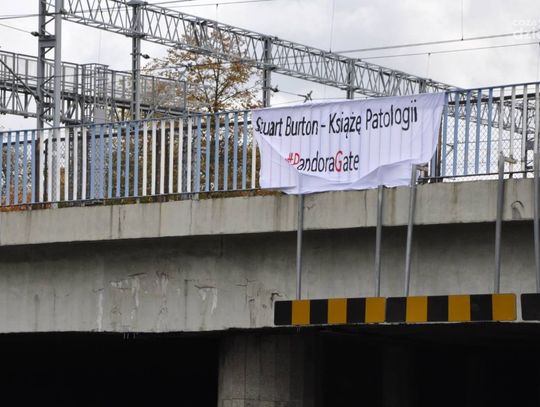 Stuart Burton - Książę Patologii
#PandoraGate